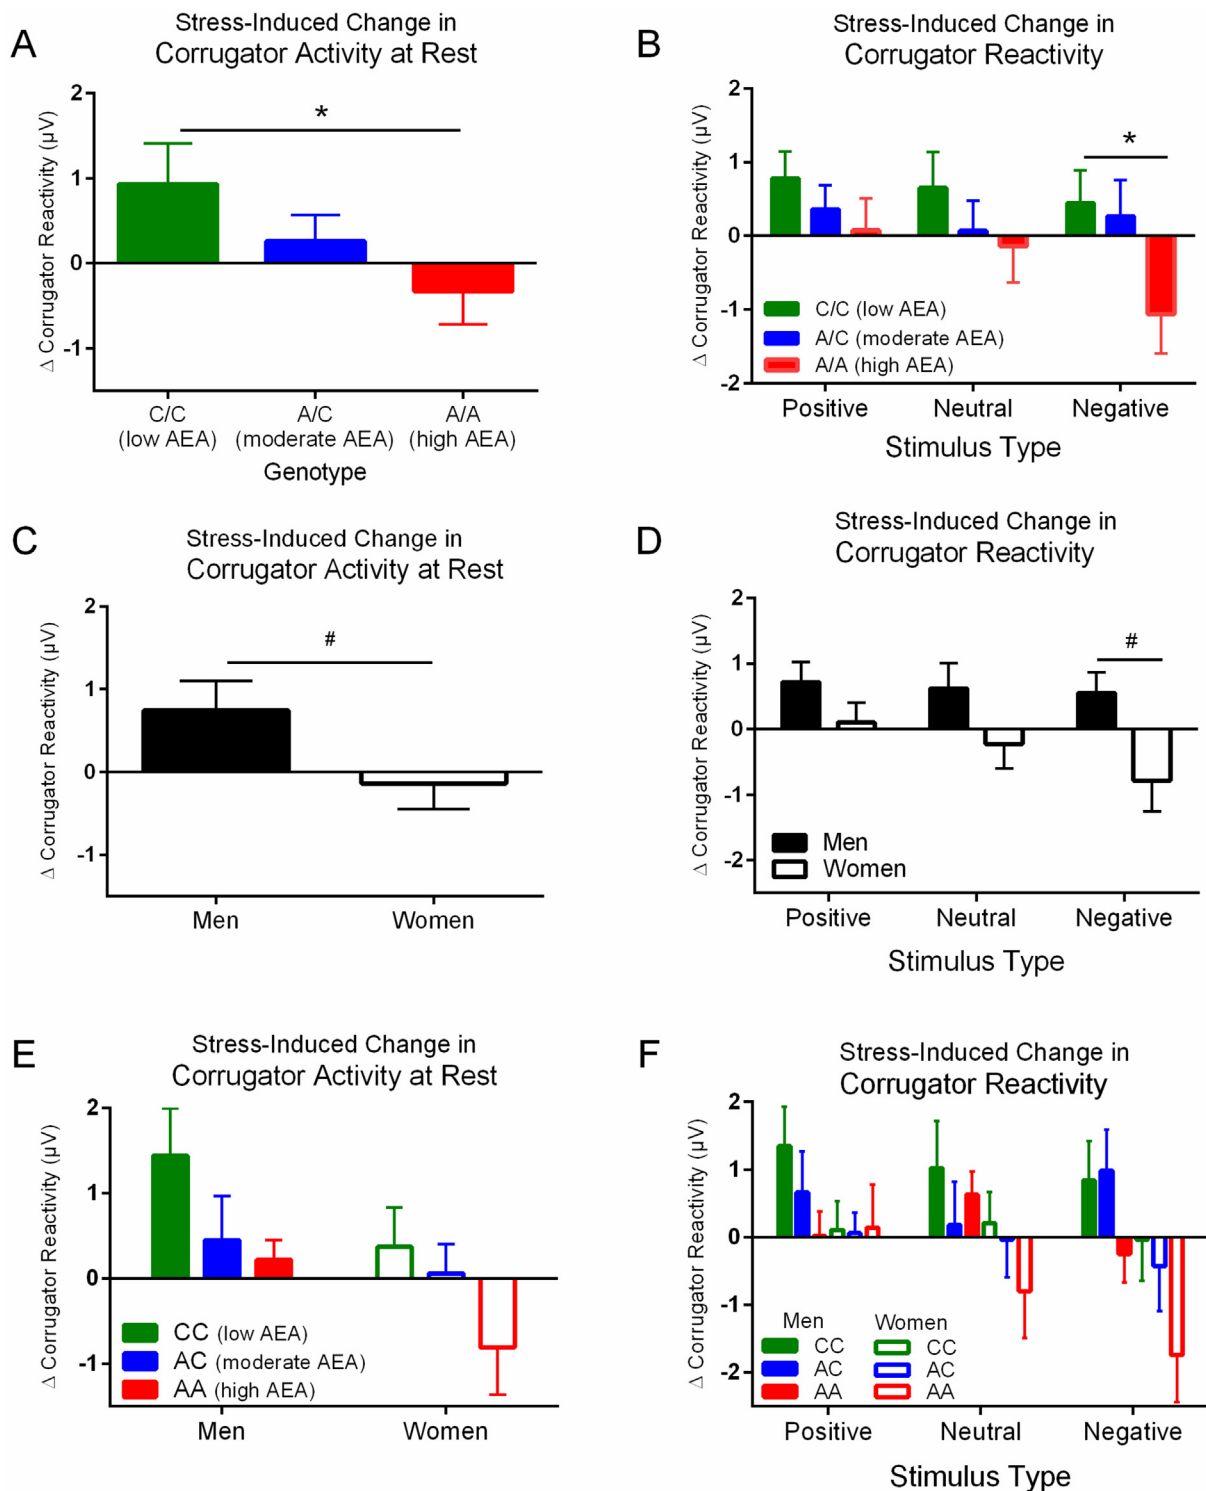 A
Stress-Induced Change in
Corrugator Activity at Rest
Δ Corrugator Reactivity (µV)
2
1
0
-1
*
C/C
(low AEA)
A/C
(moderate AEA)
A/A
(high AEA)
Genotype
B
Stress-Induced Change in
Corrugator Reactivity
Δ Corrugator Reactivity (µV)
2
1
0
-1
-2
*
C/C (low AEA)
A/C (moderate AEA)
A/A (high AEA)
Positive
Neutral
Negative
Stimulus Type
C
Stress-Induced Change in
Corrugator Activity at Rest
Δ Corrugator Reactivity (µV)
2
1
0
-1
#
Men
Women
D
Stress-Induced Change in
Corrugator Reactivity
Δ Corrugator Reactivity (µV)
2
1
0
-1
-2
#
Men
Women
Positive
Neutral
Negative
Stimulus Type
E
Stress-Induced Change in
Corrugator Activity at Rest
Δ Corrugator Reactivity (µV)
2
1
0
-1
CC (low AEA)
AC (moderate AEA)
AA (high AEA)
Men
Women
F
Stress-Induced Change in
Corrugator Reactivity
Δ Corrugator Reactivity (µV)
2
1
0
-1
-2
Men
CC
AC
AA
Women
CC
AC
AA
Positive
Neutral
Negative
Stimulus Type